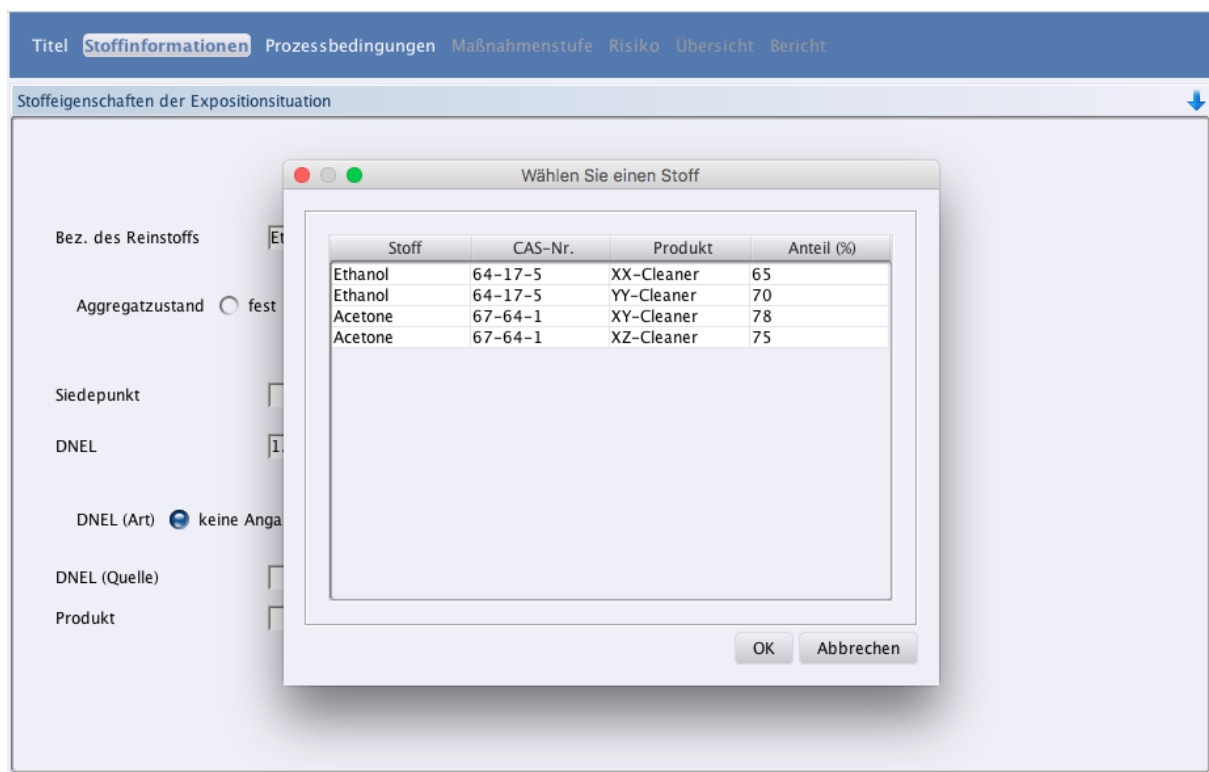 Titel Stoffinformationen Prozessbedingungen Maßnahmenstufe Risiko Übersicht Bericht
Stoffeigenschaften der Expositionsituation
Wählen Sie einen Stoff
Stoff CAS-Nr. Produkt Anteil (%)
Ethanol 64-17-5 XX-Cleaner 65
Ethanol 64-17-5 YY-Cleaner 70
Acetone 67-64-1 XY-Cleaner 78
Acetone 67-64-1 XZ-Cleaner 75
OK Abbrechen
Bez. des Reinstoffs Et
Aggregatzustand fest
Siedepunkt
DNEL 1.
DNEL (Art) keine Anga
DNEL (Quelle)
Produkt